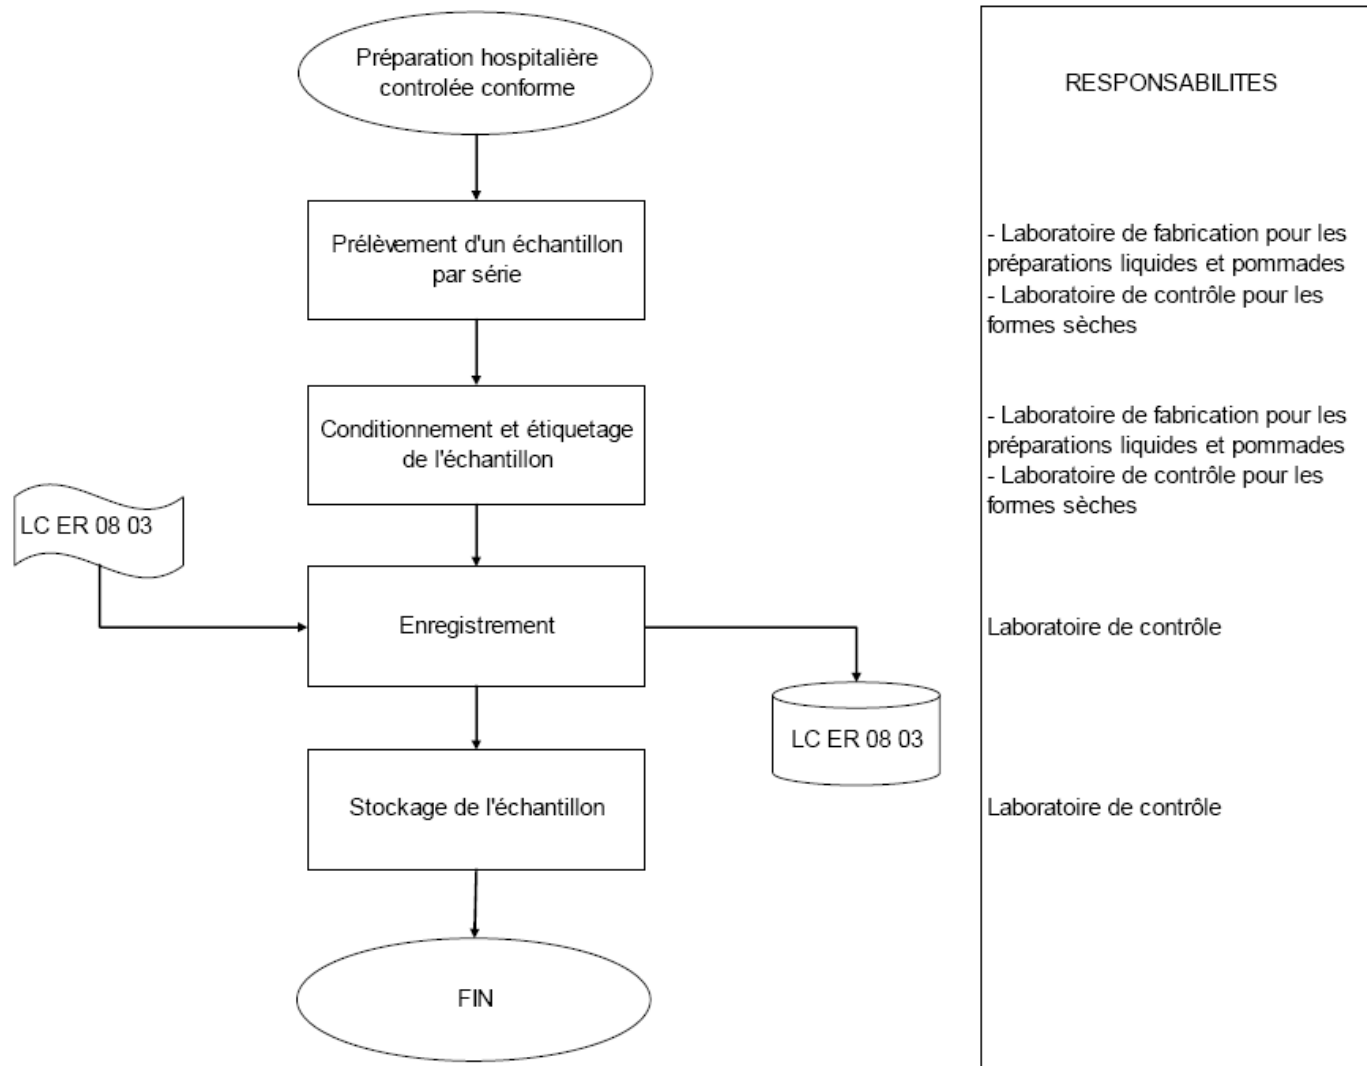 Préparation hospitalière
controlée conforme
RESPONSABILITES
Prélèvement d'un échantillon
par série
- Laboratoire de fabrication pour les
préparations liquides et pommades
- Laboratoire de contrôle pour les
formes sèches
Conditionnement et étiquetage
de l'échantillon
- Laboratoire de fabrication pour les
préparations liquides et pommades
- Laboratoire de contrôle pour les
formes sèches
LC ER 08 03
Enregistrement
Laboratoire de contrôle
LC ER 08 03
Stockage de l'échantillon
Laboratoire de contrôle
FIN